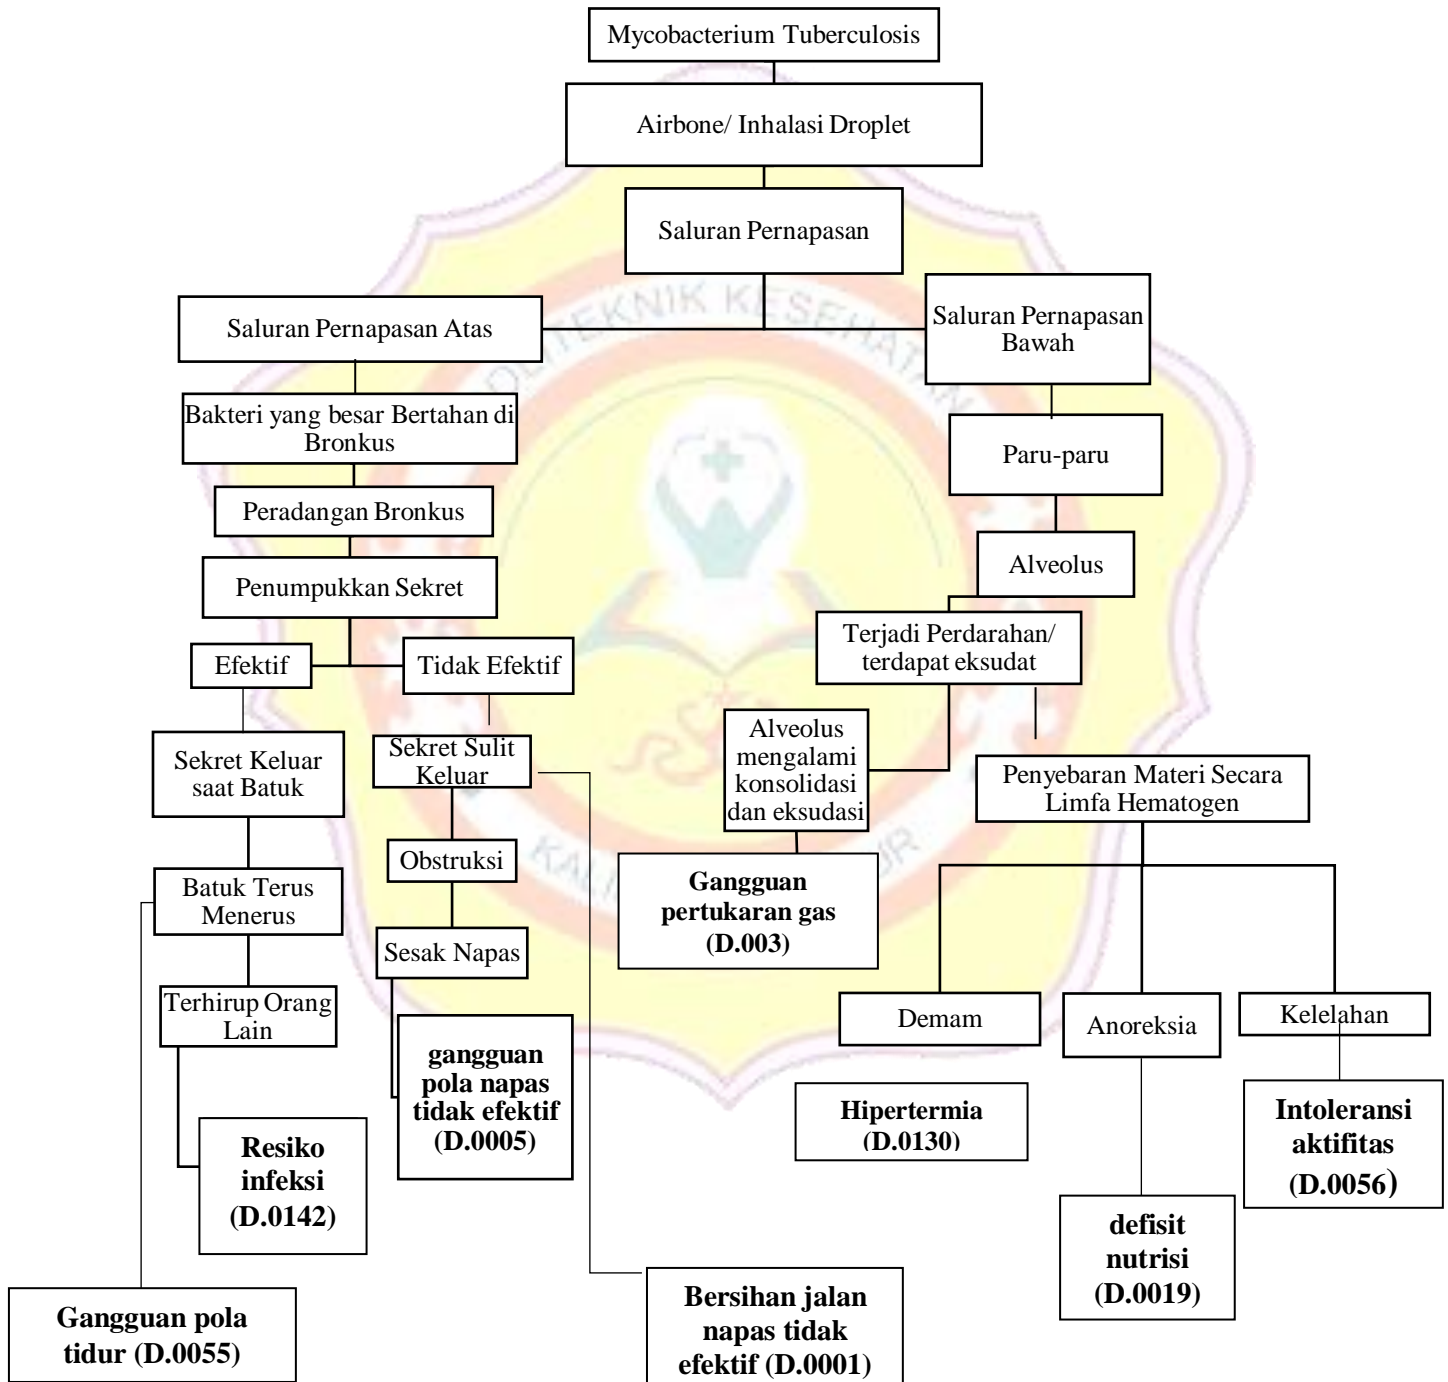 Mycobacterium Tuberculosis
Airbone/ Inhalasi Droplet
Saluran Pernapasan
Saluran Pernapasan Atas
Saluran Pernapasan
Bawah
Bakteri yang besar Bertahan di
Bronkus
Paru-paru
Peradangan Bronkus
Alveolus
Penumpukkan Sekret
Terjadi Perdarahan/
terdapat eksudat
Efektif
Tidak Efektif
Alveolus
mengalami
konsolidasi
dan eksudasi
Sekret Keluar
saat Batuk
Sekret Sulit
Keluar
Penyebaran Materi Secara
Limfa Hematogen
Obstruksi
Gangguan
pertukaran gas
(D.003)
Batuk Terus
Menerus
Sesak Napas
Terhirup Orang
Lain
Demam
Anoreksia
Kelelahan
gangguan
pola napas
tidak efektif
(D.0005)
Hipertermia
(D.0130)
Intoleransi
aktifitas
(D.0056)
Resiko
infeksi
(D.0142)
defisit
nutrisi
(D.0019)
Gangguan pola
tidur (D.0055)
Bersihan jalan
napas tidak
efektif (D.0001)
KESEHATAN